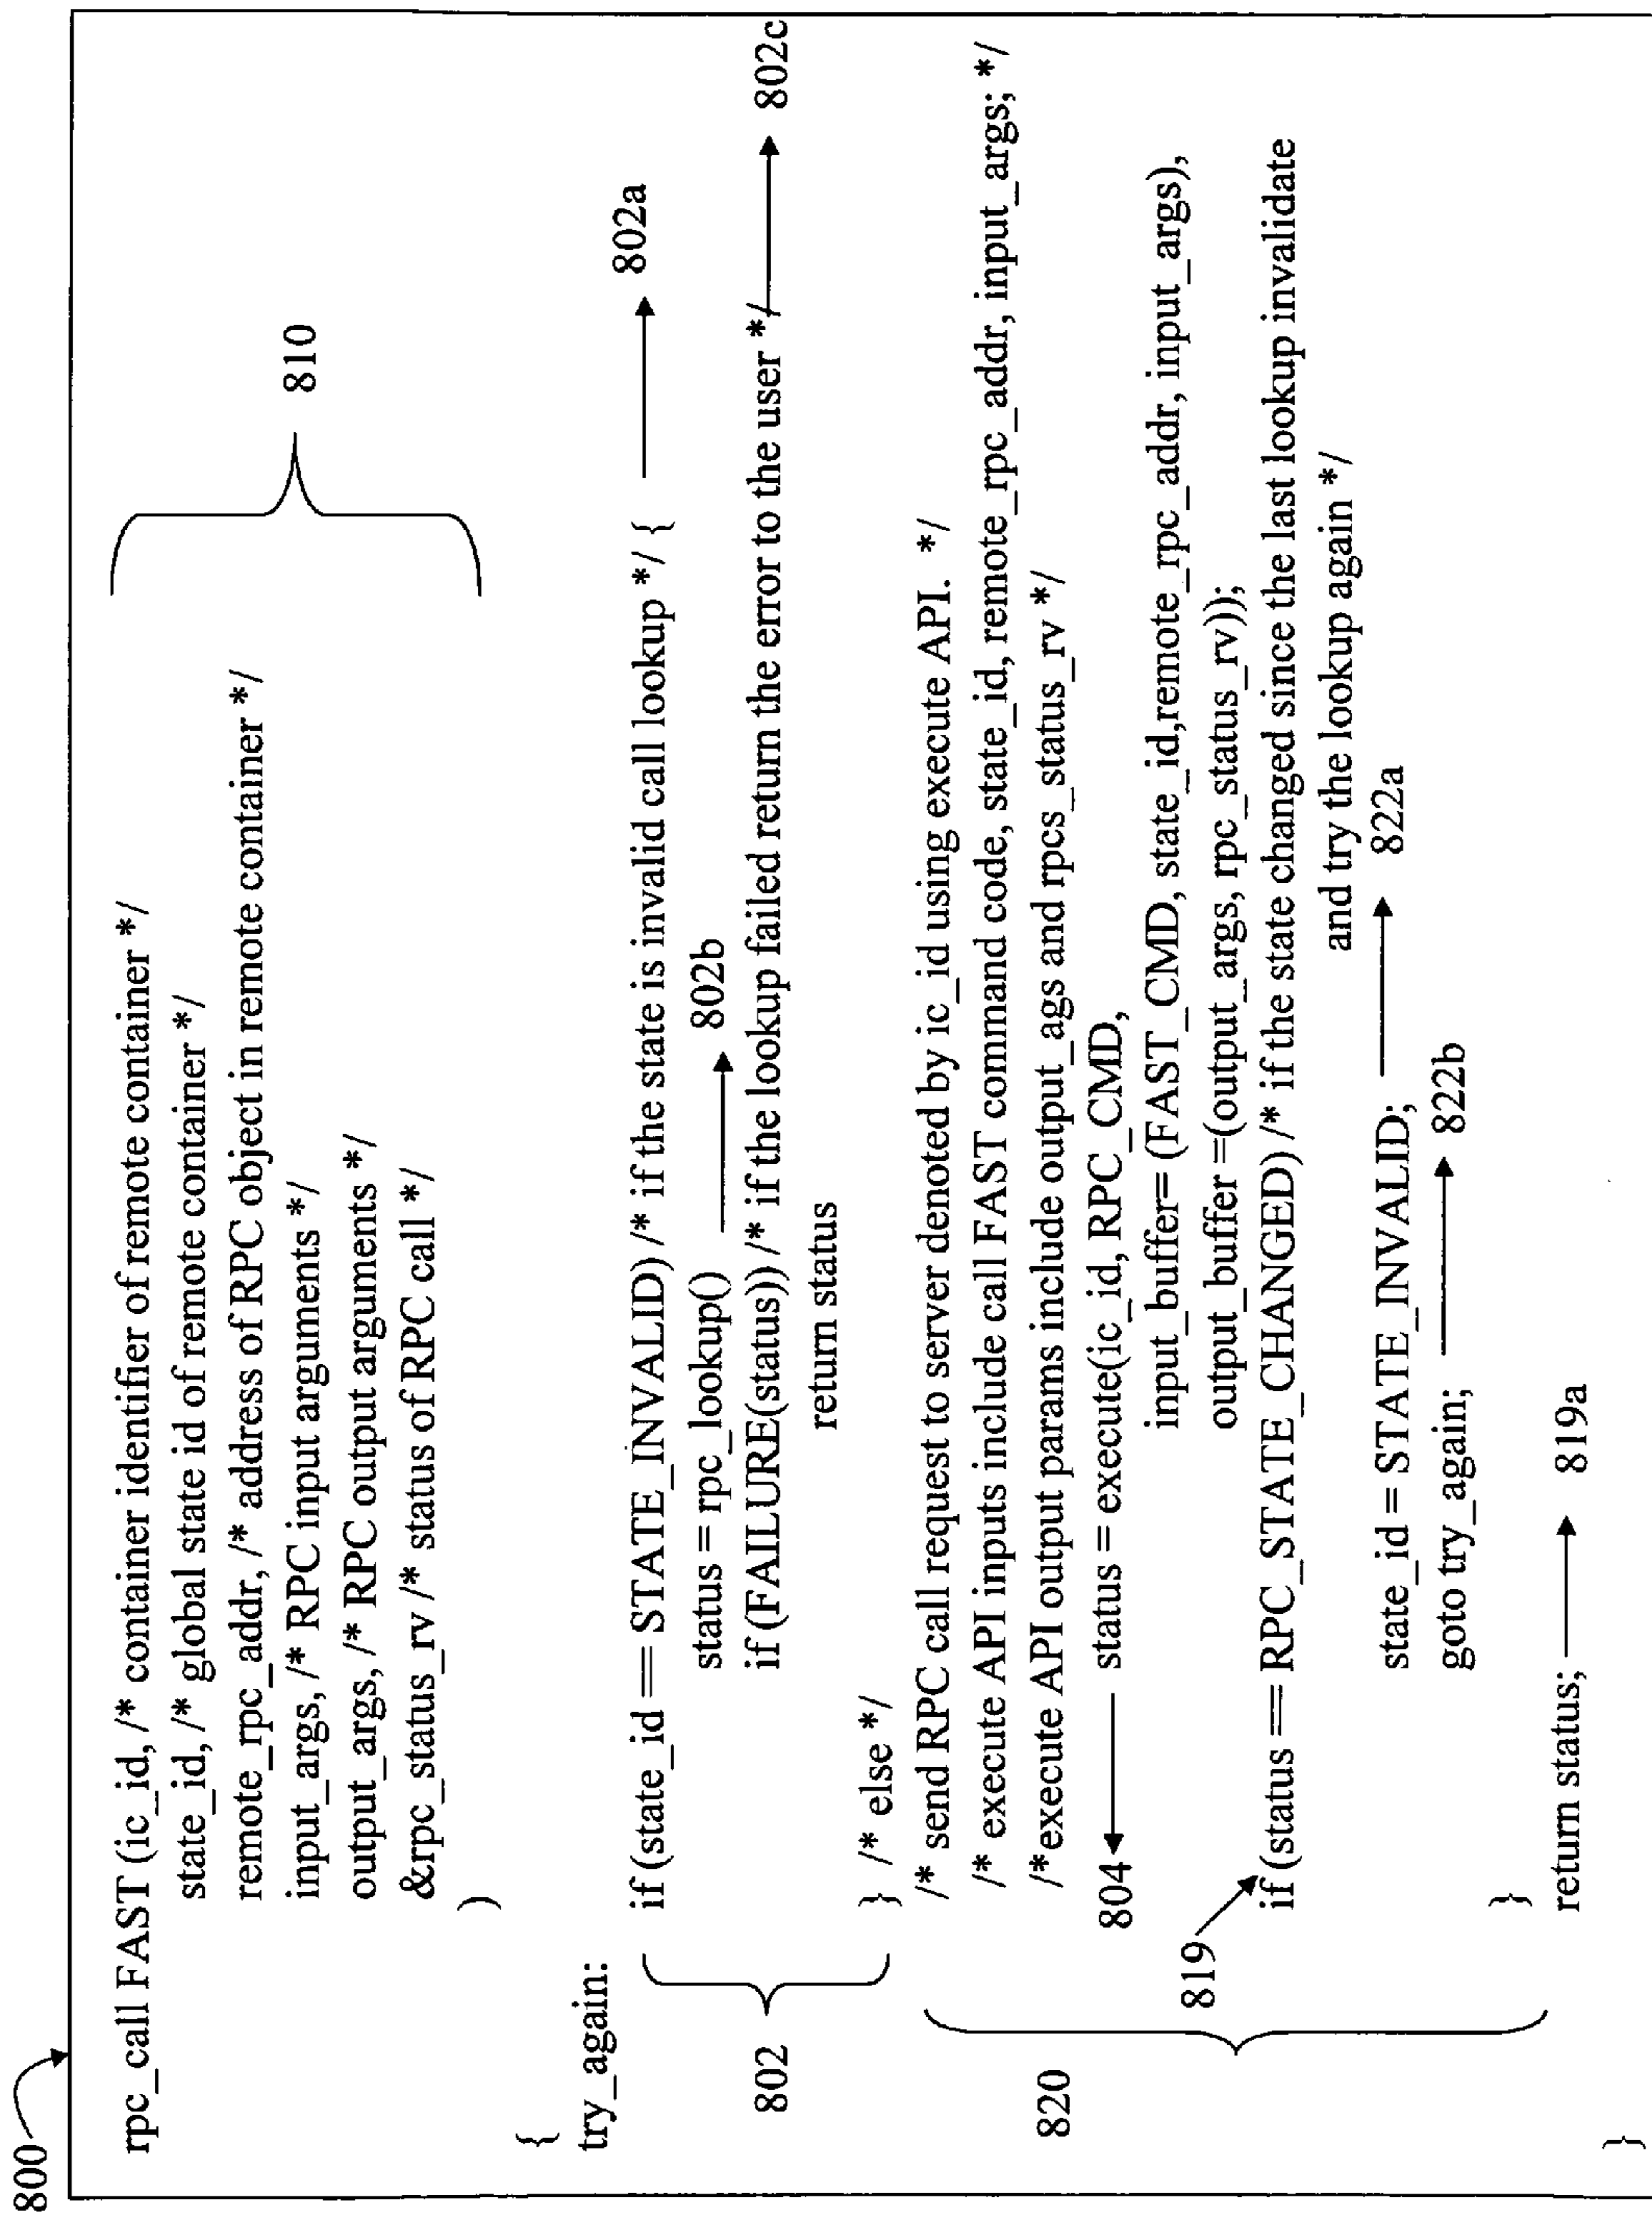 800
rpc_call FAST (ic_id, /* container identifier of remote container */
state_id, /* global state id of remote container */
remote_rpc_addr, /* address of RPC object in remote container */
input_args, /* RPC input arguments */
output_args, /* RPC output arguments */
&rpc_status_rv /* status of RPC call */
)
810
{
try_again:
if (state_id == STATE_INVALID) /* if the state is invalid call lookup */ { 802a
status = rpc_lookup() 802b
if (FAILURE(status)) /* if the lookup failed return the error to the user */ 802c
return status
802
} /* else */
/* send RPC call request to server denoted by ic_id using execute API. */
/* execute API inputs include call FAST command code, state_id, remote_rpc_addr, input_args; */
/*execute API output params include output_ags and rpcs_status_rv */
820
804 status = execute(ic_id, RPC_CMD,
input_buffer= (FAST_CMD, state_id,remote_rpc_addr, input_args),
output_buffer =(output_args, rpc_status_rv));
819
if (status == RPC_STATE_CHANGED) /* if the state changed since the last lookup invalidate
and try the lookup again */
state_id = STATE_INVALID; 822a
goto try_again; 822b
}
return status; 819a
}